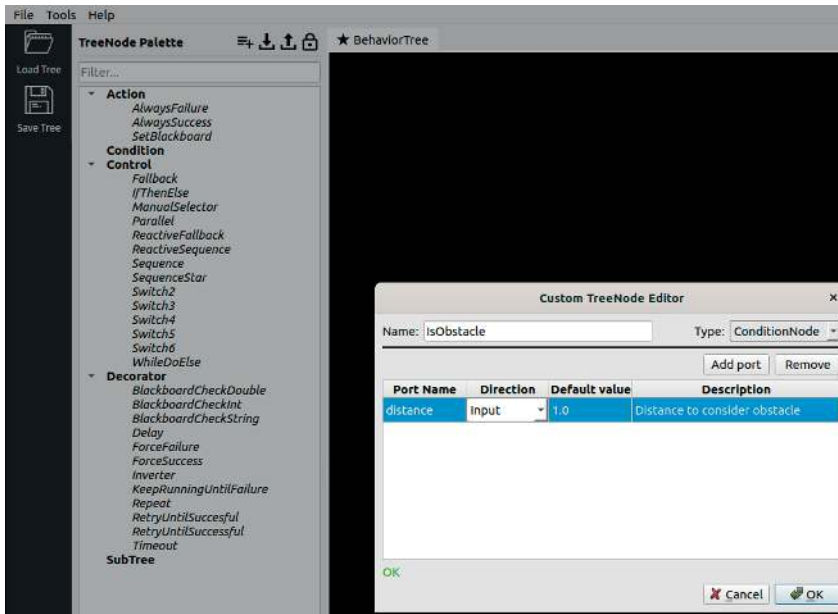 File Tools Help
Load Tree
Save Tree
TreeNode Palette
Filter...
Action
AlwaysFailure
AlwaysSuccess
SetBlackboard
Condition
Control
Fallback
IfThenElse
ManualSelector
Parallel
ReactiveFallback
ReactiveSequence
Sequence
SequenceStar
Switch2
Switch3
Switch4
Switch5
Switch6
WhileDoElse
Decorator
BlackboardCheckDouble
BlackboardCheckInt
BlackboardCheckString
Delay
ForceFailure
ForceSuccess
Inverter
KeepRunningUntilFailure
Repeat
RetryUntilSuccesful
RetryUntilSuccessful
Timeout
SubTree
★ BehaviorTree
Custom TreeNode Editor
Name: IsObstacle Type: ConditionNode
Add port Remove
Port Name Direction Default value Description
distance Input 1.0 Distance to consider obstacle
OK
Cancel OK